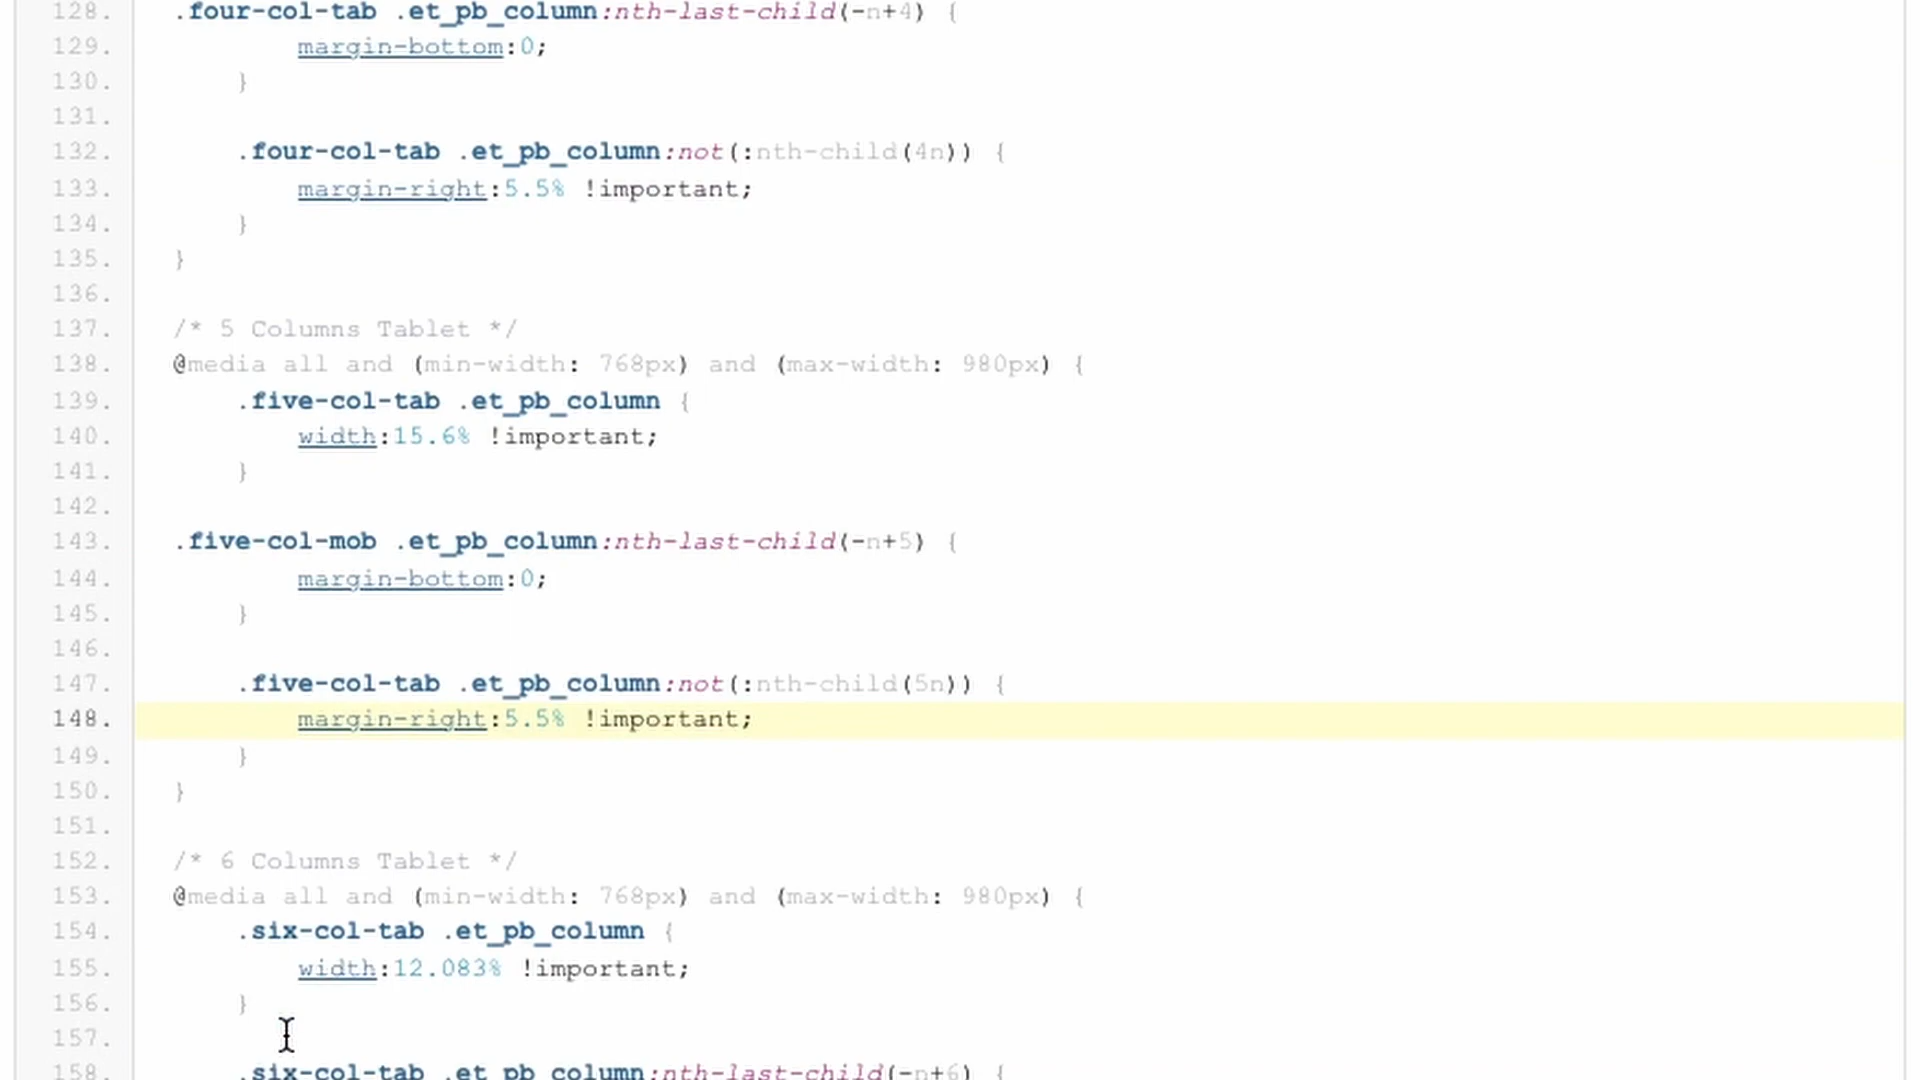 128. .four-col-tab .et_pb_column:nth-last-child(-n+4) {
129. margin-bottom:0;
130. }
131.
132. .four-col-tab .et_pb_column:not(:nth-child(4n)) {
133. margin-right:5.5% !important;
134. }
135. }
136.
137. /* 5 Columns Tablet */
138. @media all and (min-width: 768px) and (max-width: 980px) {
139. .five-col-tab .et_pb_column {
140. width:15.6% !important;
141. }
142.
143. .five-col-mob .et_pb_column:nth-last-child(-n+5) {
144. margin-bottom:0;
145. }
146.
147. .five-col-tab .et_pb_column:not(:nth-child(5n)) {
148. margin-right:5.5% !important;
149. }
150. }
151.
152. /* 6 Columns Tablet */
153. @media all and (min-width: 768px) and (max-width: 980px) {
154. .six-col-tab .et_pb_column {
155. width:12.083% !important;
156. }
157.
158. .six-col-tab .et_pb_column:nth-last-child(-n+6) {